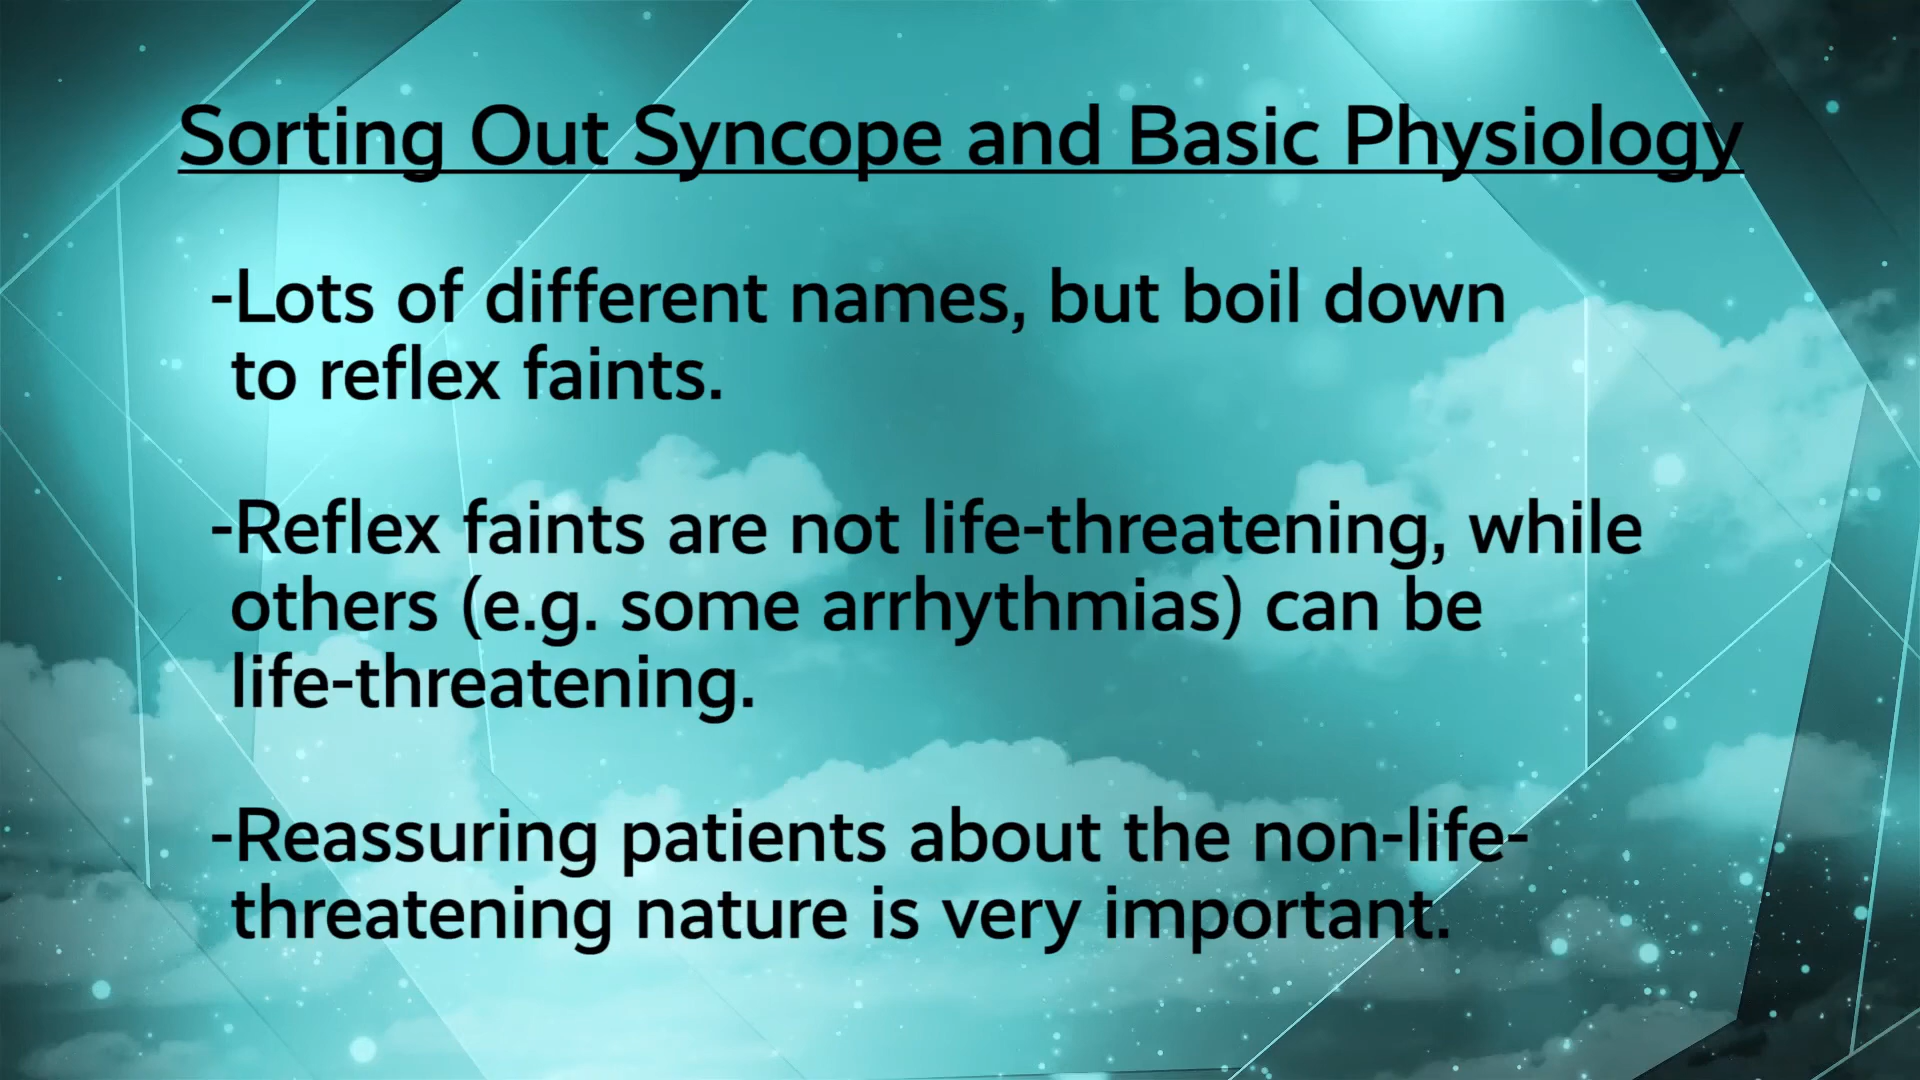 Sorting Out Syncope and Basic Physiology
-Lots of different names, but boil down
to reflex faints.
-Reflex faints are not life-threatening, while
others (e.g. some arrhythmias) can be
life-threatening.
-Reassuring patients about the non-life-
threatening nature is very important.